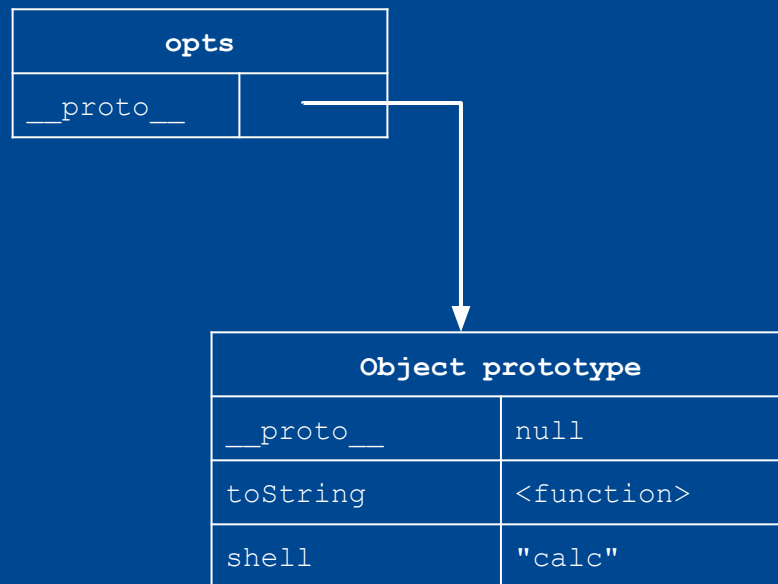 opts
__proto__
Object prototype
__proto__ null
toString <function>
shell "calc"